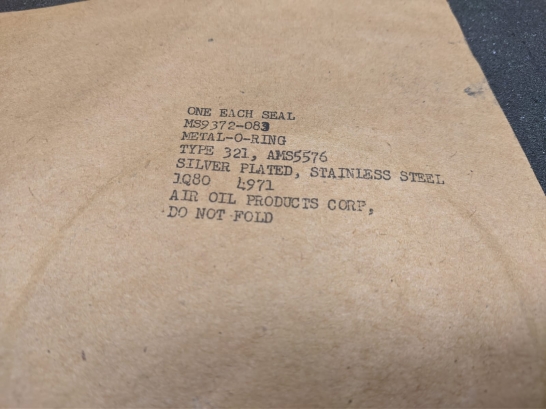 ONE EACH SEAL
MS9372-083
METAL-O-RING
TYPE 321, AMS5576
SILVER PLATED, STAINLESS STEEL
1Q80 4971
AIR OIL PRODUCTS CORP,
DO NOT FOLD